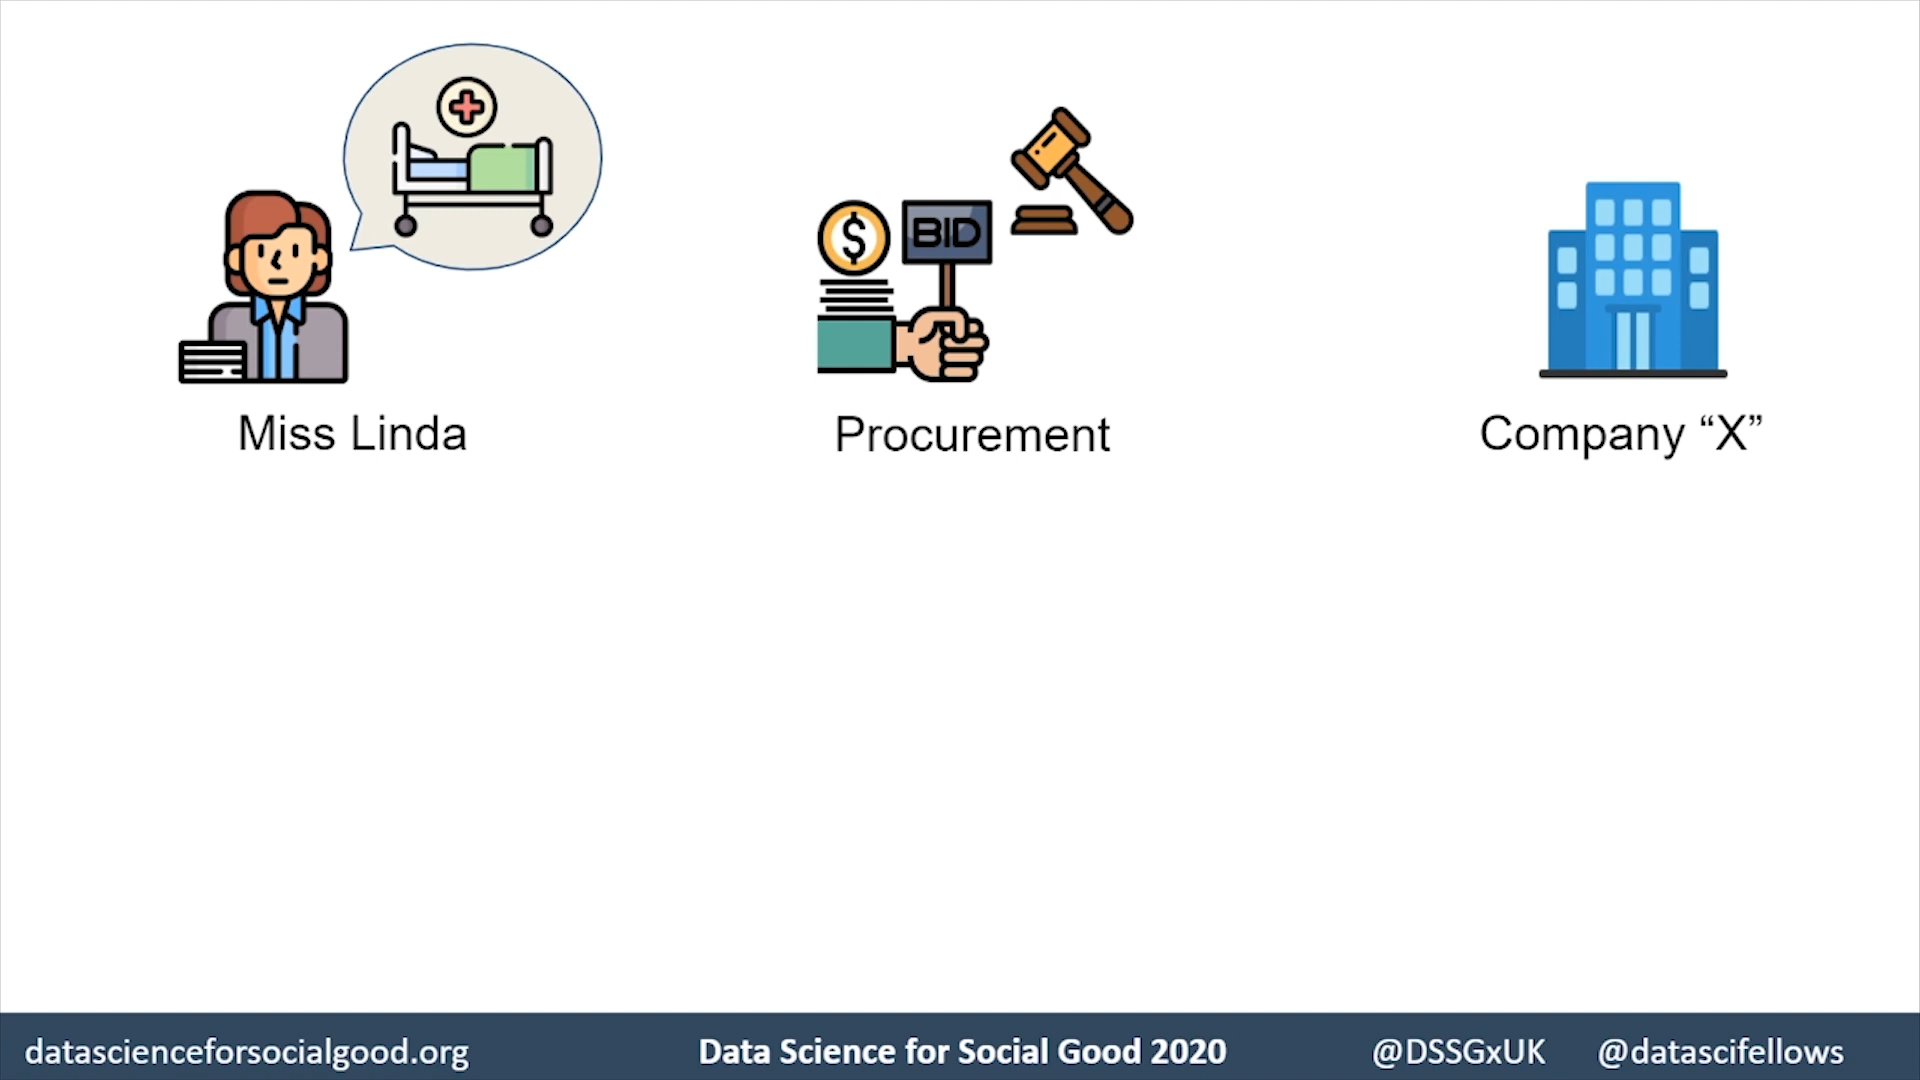 $
BID
Miss Linda
Procurement
Company “X”
datascienceforsocialgood.org
Data Science for Social Good 2020
@DSSGxUK
@datascifellows